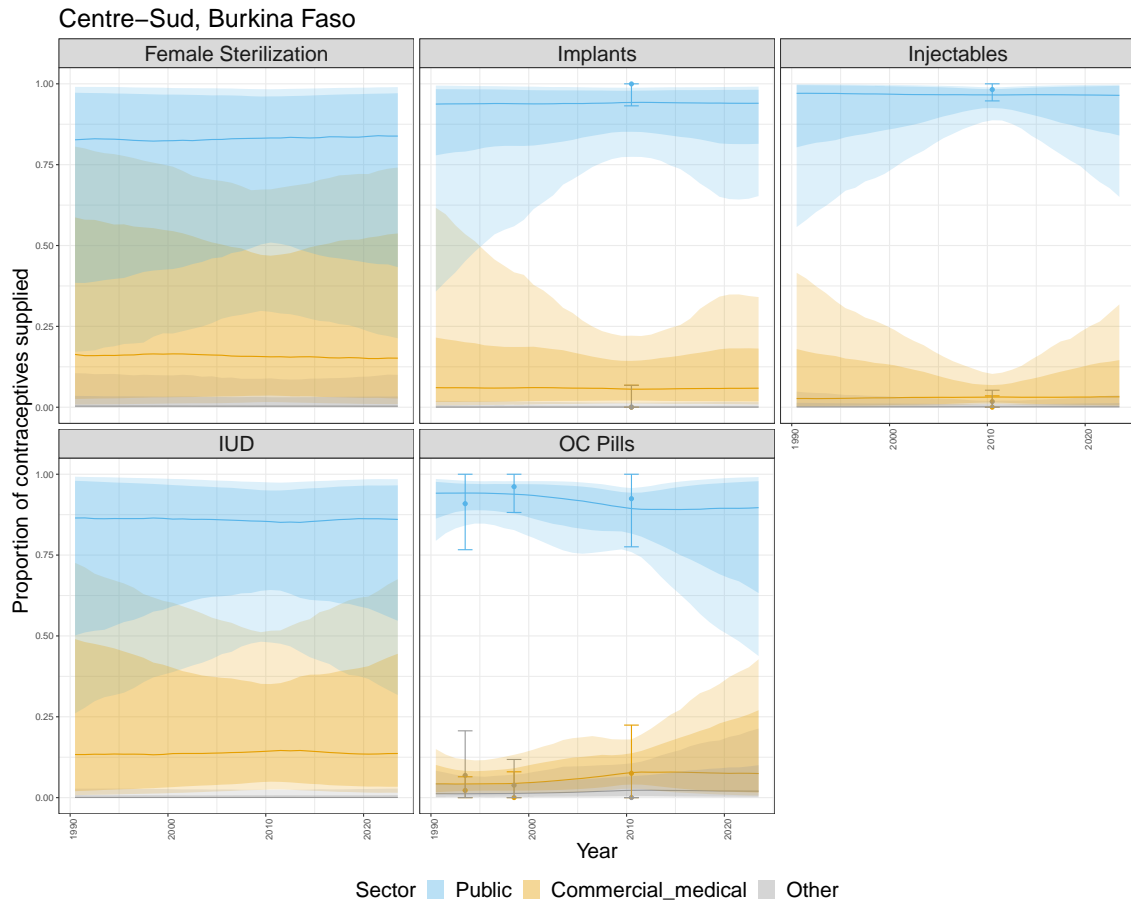 Centre−Sud, Burkina Faso
Female Sterilization
Implants
Injectables
1.00
0.75
0.50
0.25
0.00
1990
2000
2010
2020
IUD
OC Pills
1.00
0.75
0.50
0.25
0.00
1990
2000
2010
2020
1990
2000
2010
2020
Proportion of contraceptives supplied
Year
Sector Public Commercial_medical Other